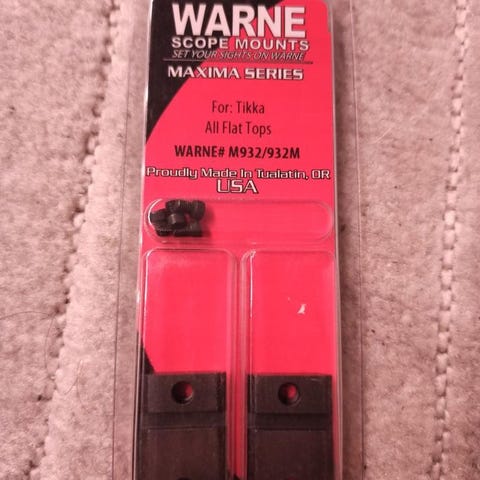 WARNE
SCOPE MOUNTS
SET YOUR SIGHTS ON WARNE
MAXIMA SERIES
For: Tikka
All Flat Tops
WARNE# M932/932M
Proudly Made In Tualatin, OR
USA